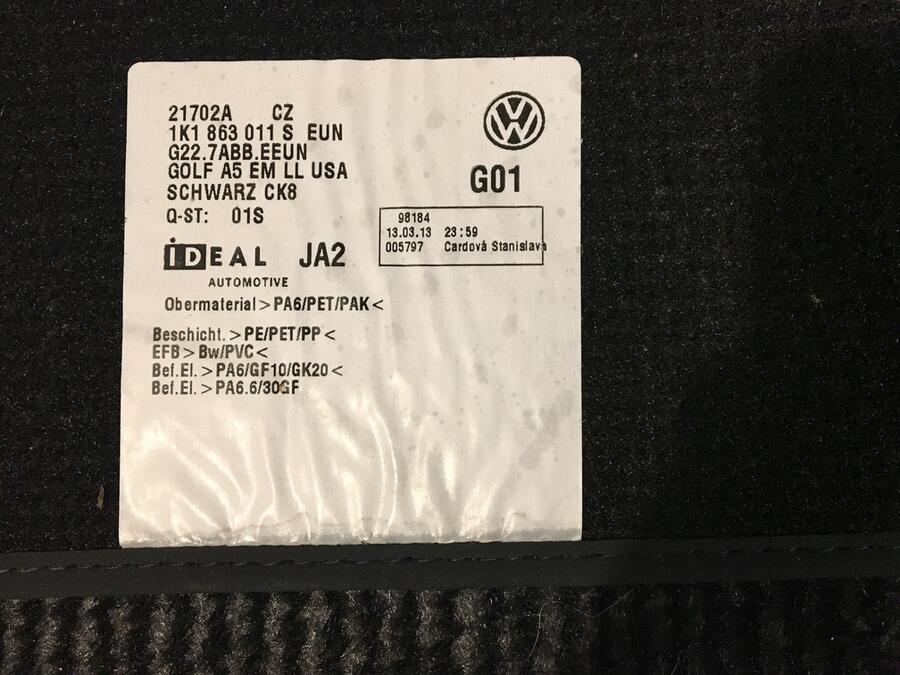 21702A CZ
1K1 863 011 S EUN
G22.7ABB.EEUN
GOLF A5 EM LL USA
SCHWARZ CK8
Q-ST: 01S
VW
G01
98184
13.03.13 23:59
005797 Cardová Stanislava
iDEAL JA2
AUTOMOTIVE
Obermaterial>PA6/PET/PAK<
Beschicht.>PE/PET/PP<
EFB>Bw/PVC<
Bef.El.>PA6/GF10/GK20<
Bef.El.>PA6.6/30GF